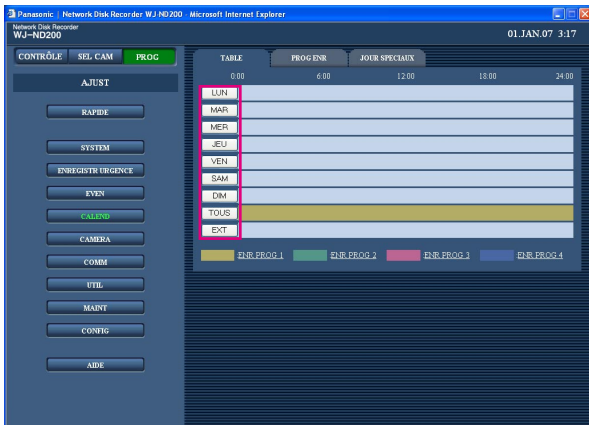 Panasonic | Network Disk Recorder WJ-ND200 - Microsoft Internet Explorer
Network Disk Recorder
WJ-ND200
01.JAN.07 3:17
CONTRÔLE SEL CAM PROG
TABLE PROG ENR JOUR SPECIAUX
AJUST
0:00 6:00 12:00 18:00 24:00
LUN
RAPIDE
MAR
MER
SYSTEM
JEU
VEN
ENREGISTR URGENCE
SAM
EVEN
DIM
CALEND
TOUS
EXT
CAMERA
ENR PROG 1 ENR PROG 2 ENR PROG 3 ENR PROG 4
COMM
UTIL
MAINT
CONFIG
AIDE